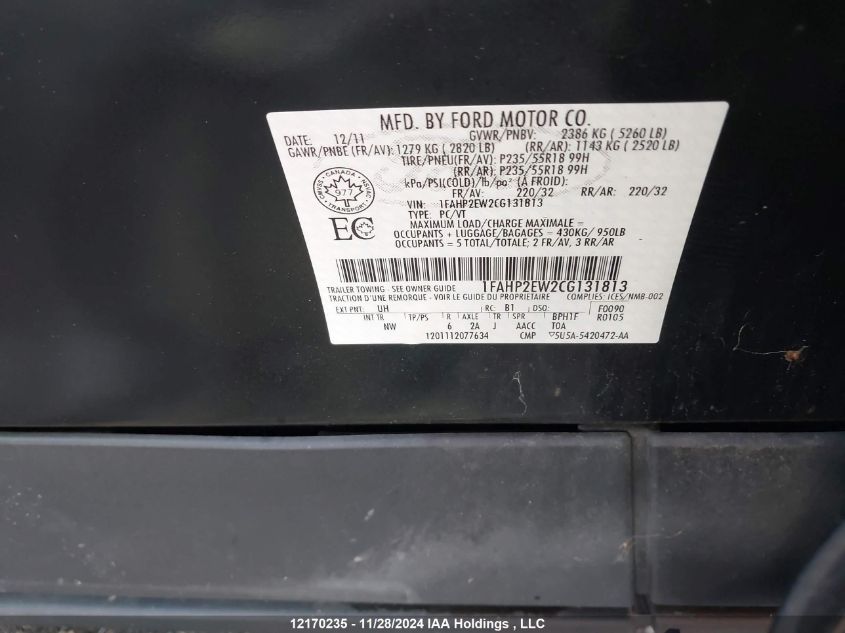 MFD. BY FORD MOTOR CO.
DATE: 12/11 GVWR/PNBV: 2386 KG ( 5260 LB)
GAWR/PNBE (FR/AV): 1279 KG ( 2820 LB) (RR/AR): 1143 KG ( 2520 LB)
TIRE/PNEU(FR/AV): P235/55R18 99H
(RR/AR): P235/55R18 99H
kPa/PSI(COLD)/lb/po² (À FROID):
FR/AV: 220/32 RR/AR: 220/32
CANADA
977
TRANSPORT
VIN: 1FAHP2EW2CG131813
TYPE: PC/VT
EC
MAXIMUM LOAD/CHARGE MAXIMALE =
OCCUPANTS + LUGGAGE/BAGAGES = 430KG/ 950LB
OCCUPANTS = 5 TOTAL/TOTALE; 2 FR/AV, 3 RR/AR
1FAHP2EW2CG131813
TRAILER TOWING - SEE OWNER GUIDE
TRACTION D'UNE REMORQUE - VOIR LE GUIDE DU PROPRIETAIRE COMPLIES: ICES/NMB-002
EXT PNT: UH RC: B1 DSO: F0090
INT TR TP/PS R AXLE TR SPR BPH1F R0105
NW 6 2A J AACC TOA
1201112077634 CMP ▽5U5A-5420472-AA
12170235 - 11/28/2024 IAA Holdings , LLC